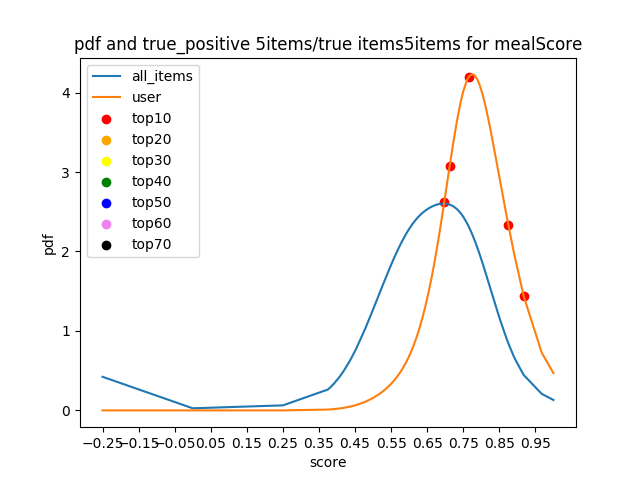 pdf and true_positive 5items/true items5items for mealScore
all_items
user
top10
top20
top30
top40
top50
top60
top70
pdf
4
3
2
1
0
−0.25 −0.15 −0.05 0.05 0.15 0.25 0.35 0.45 0.55 0.65 0.75 0.85 0.95
score